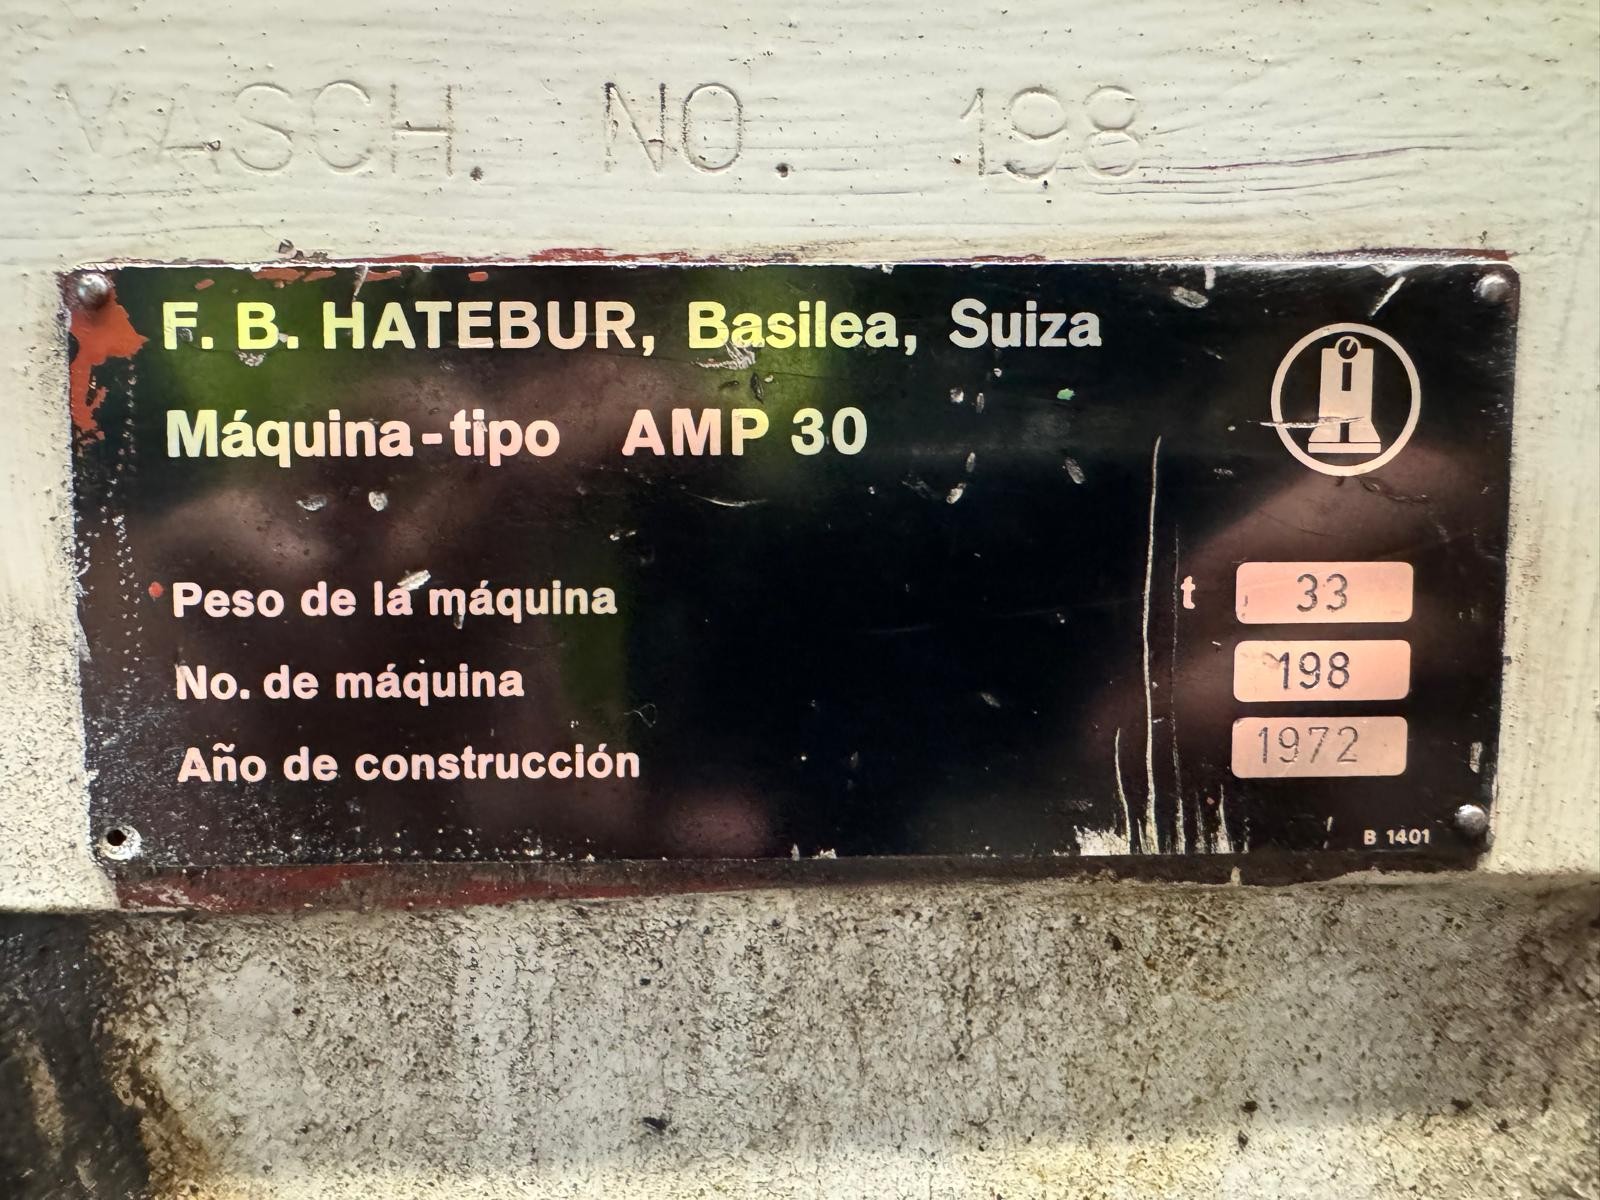 MASCH. NO. 198
F. B. HATEBUR, Basilea, Suiza
Máquina-tipo AMP 30
Peso de la máquina t 33
No. de máquina 198
Año de construcción 1972
B 1401